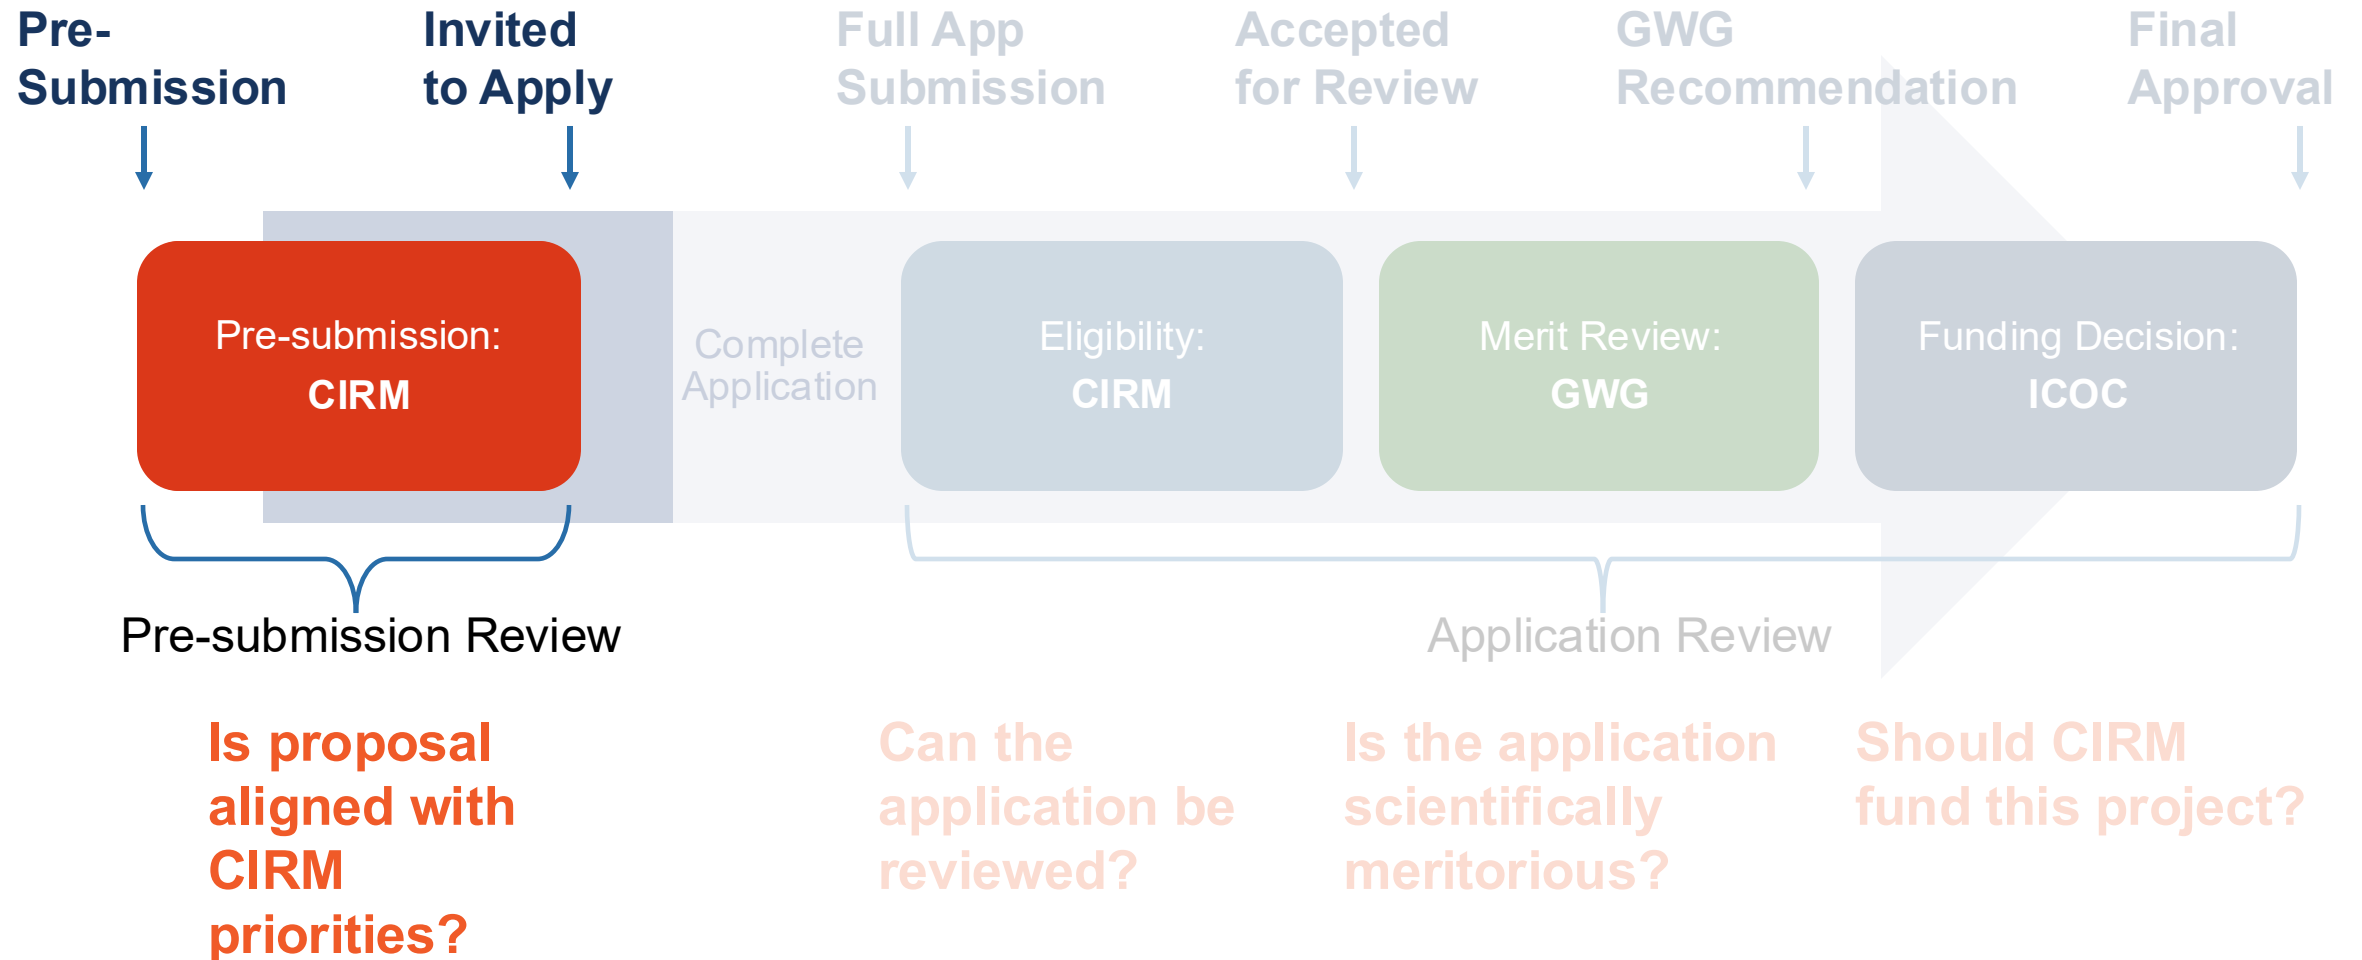 Pre-
Submission
Invited
to Apply
Full App
Submission
Accepted
for Review
GWG
Recommendation
Final
Approval
Pre-submission:
CIRM
Complete
Application
Eligibility:
CIRM
Merit Review:
GWG
Funding Decision:
ICOC
Pre-submission Review
Application Review
Is proposal
aligned with
CIRM
priorities?
Can the
application be
reviewed?
Is the application
scientifically
meritorious?
Should CIRM
fund this project?